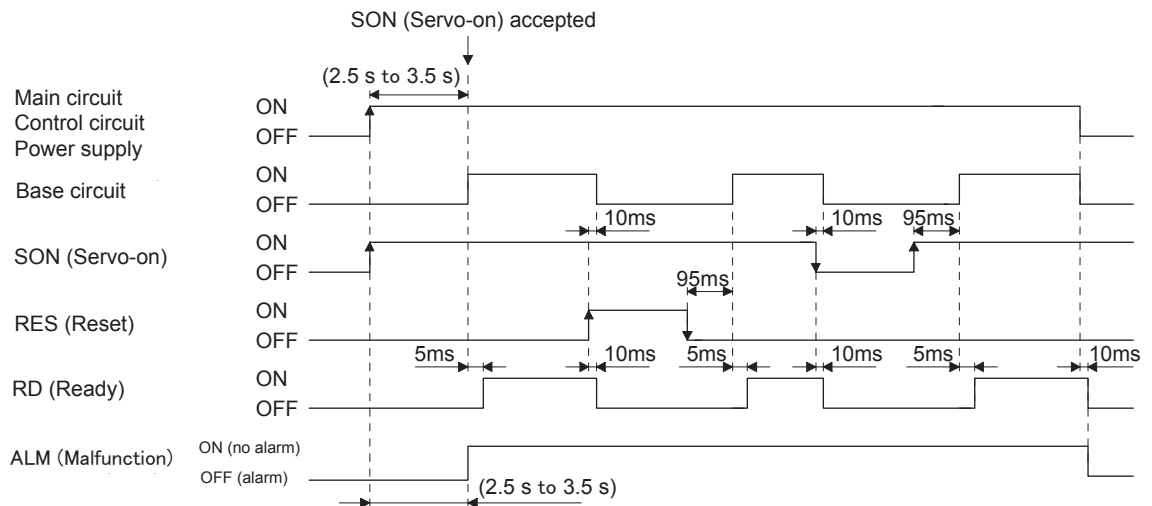 SON (Servo-on) accepted
(2.5 s to 3.5 s)
Main circuit
Control circuit
Power supply
ON
OFF
Base circuit
ON
OFF
10ms
10ms
95ms
SON (Servo-on)
ON
OFF
95ms
RES (Reset)
ON
OFF
5ms
10ms
5ms
10ms
5ms
10ms
RD (Ready)
ON
OFF
ALM (Malfunction)
ON (no alarm)
OFF (alarm)
(2.5 s to 3.5 s)